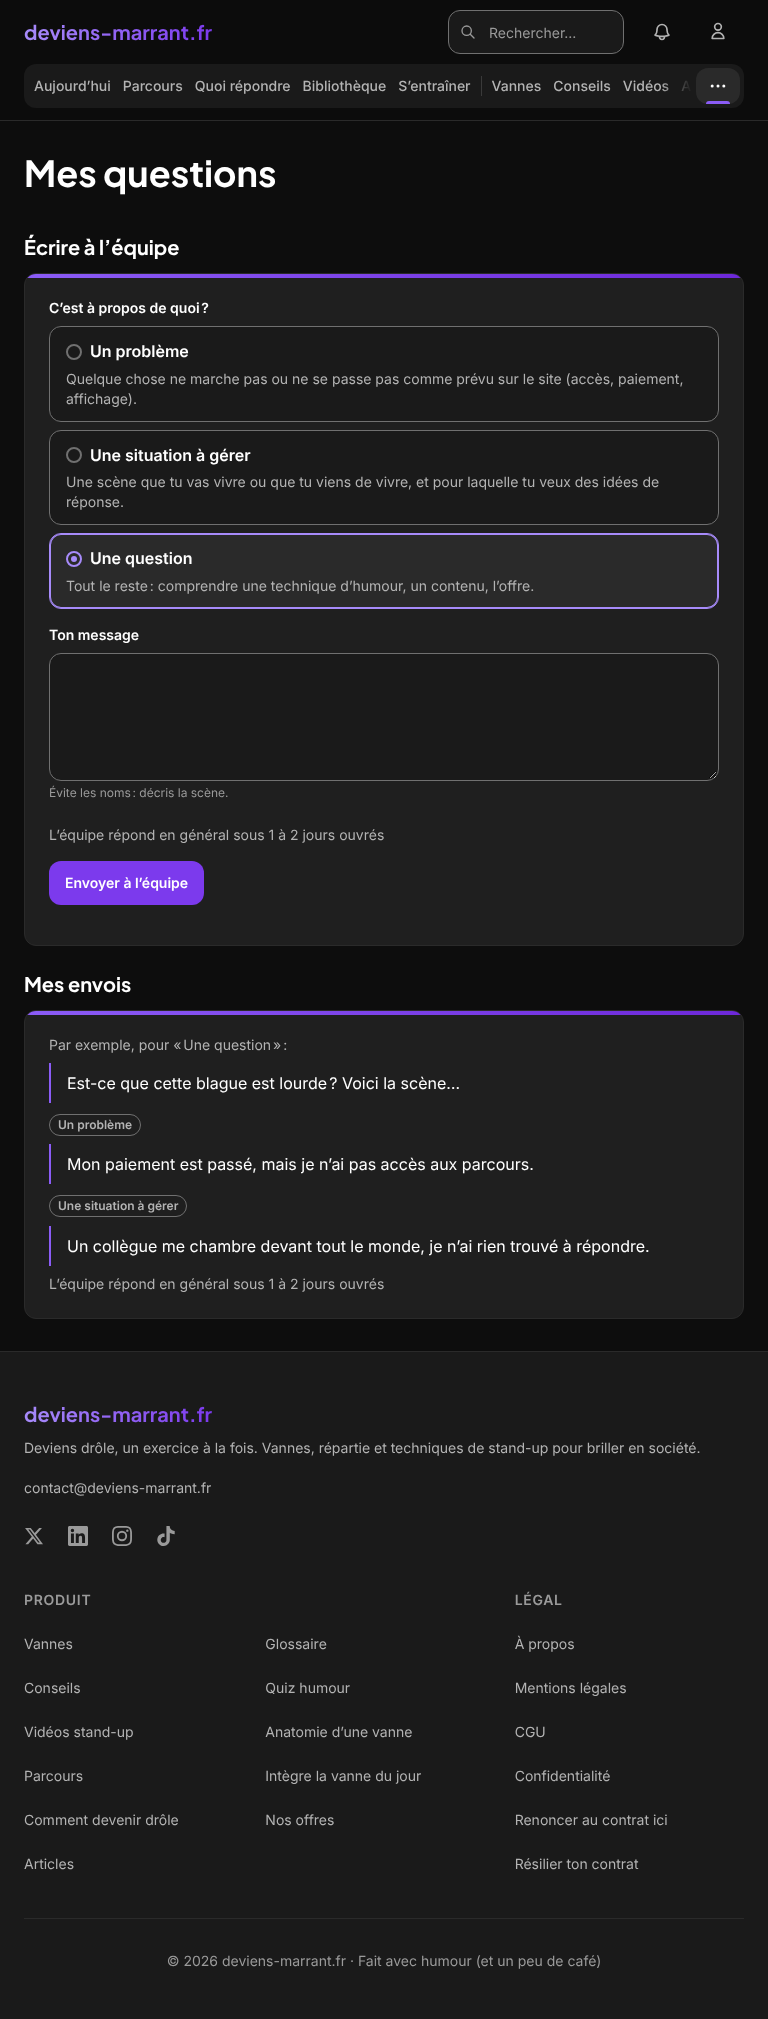 deviens-marrant.fr
Rechercher...
Aujourd’hui Parcours Quoi répondre Bibliothèque S’entraîner Vannes Conseils Vidéos
Mes questions
Écrire à l’équipe
C’est à propos de quoi ?
Un problème
Quelque chose ne marche pas ou ne se passe pas comme prévu sur le site (accès, paiement,
affichage).
Une situation à gérer
Une scène que tu vas vivre ou que tu viens de vivre, et pour laquelle tu veux des idées de
réponse.
Une question
Tout le reste : comprendre une technique d’humour, un contenu, l’offre.
Ton message
Évite les noms : décris la scène.
L’équipe répond en général sous 1 à 2 jours ouvrés
Envoyer à l’équipe
Mes envois
Par exemple, pour « Une question » :
Est-ce que cette blague est lourde ? Voici la scène…
Un problème
Mon paiement est passé, mais je n’ai pas accès aux parcours.
Une situation à gérer
Un collègue me chambre devant tout le monde, je n’ai rien trouvé à répondre.
L’équipe répond en général sous 1 à 2 jours ouvrés
deviens-marrant.fr
Deviens drôle, un exercice à la fois. Vannes, répartie et techniques de stand-up pour briller en société.
contact@deviens-marrant.fr
PRODUIT
Vannes
Conseils
Vidéos stand-up
Parcours
Comment devenir drôle
Articles
Glossaire
Quiz humour
Anatomie d’une vanne
Intègre la vanne du jour
Nos offres
LÉGAL
À propos
Mentions légales
CGU
Confidentialité
Renoncer au contrat ici
Résilier ton contrat
© 2026 deviens-marrant.fr · Fait avec humour (et un peu de café)